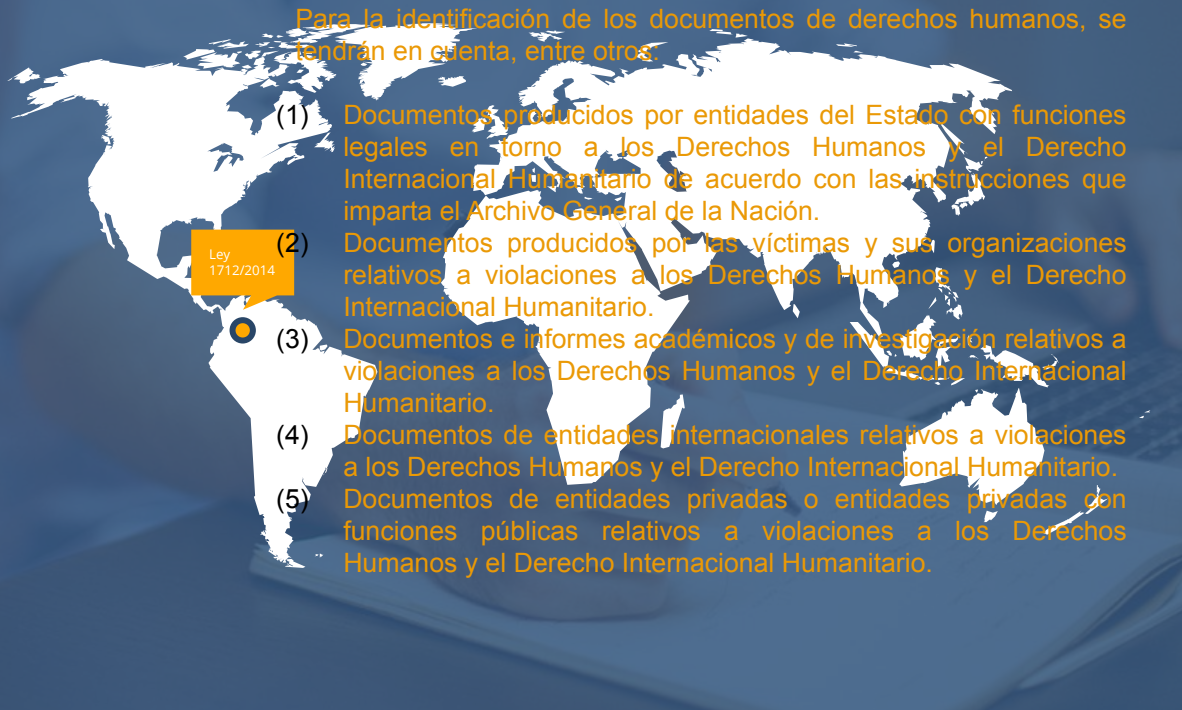 Para la identificación de los documentos de derechos humanos, se
tendrán en cuenta, entre otros:
(1) Documentos producidos por entidades del Estado con funciones
legales en torno a los Derechos Humanos y el Derecho
Internacional Humanitario de acuerdo con las instrucciones que
imparta el Archivo General de la Nación.
(2) Documentos producidos por las víctimas y sus organizaciones
relativos a violaciones a los Derechos Humanos y el Derecho
Internacional Humanitario.
(3) Documentos e informes académicos y de investigación relativos a
violaciones a los Derechos Humanos y el Derecho Internacional
Humanitario.
(4) Documentos de entidades internacionales relativos a violaciones
a los Derechos Humanos y el Derecho Internacional Humanitario.
(5) Documentos de entidades privadas o entidades privadas con
funciones públicas relativos a violaciones a los Derechos
Humanos y el Derecho Internacional Humanitario.
Ley
1712/2014